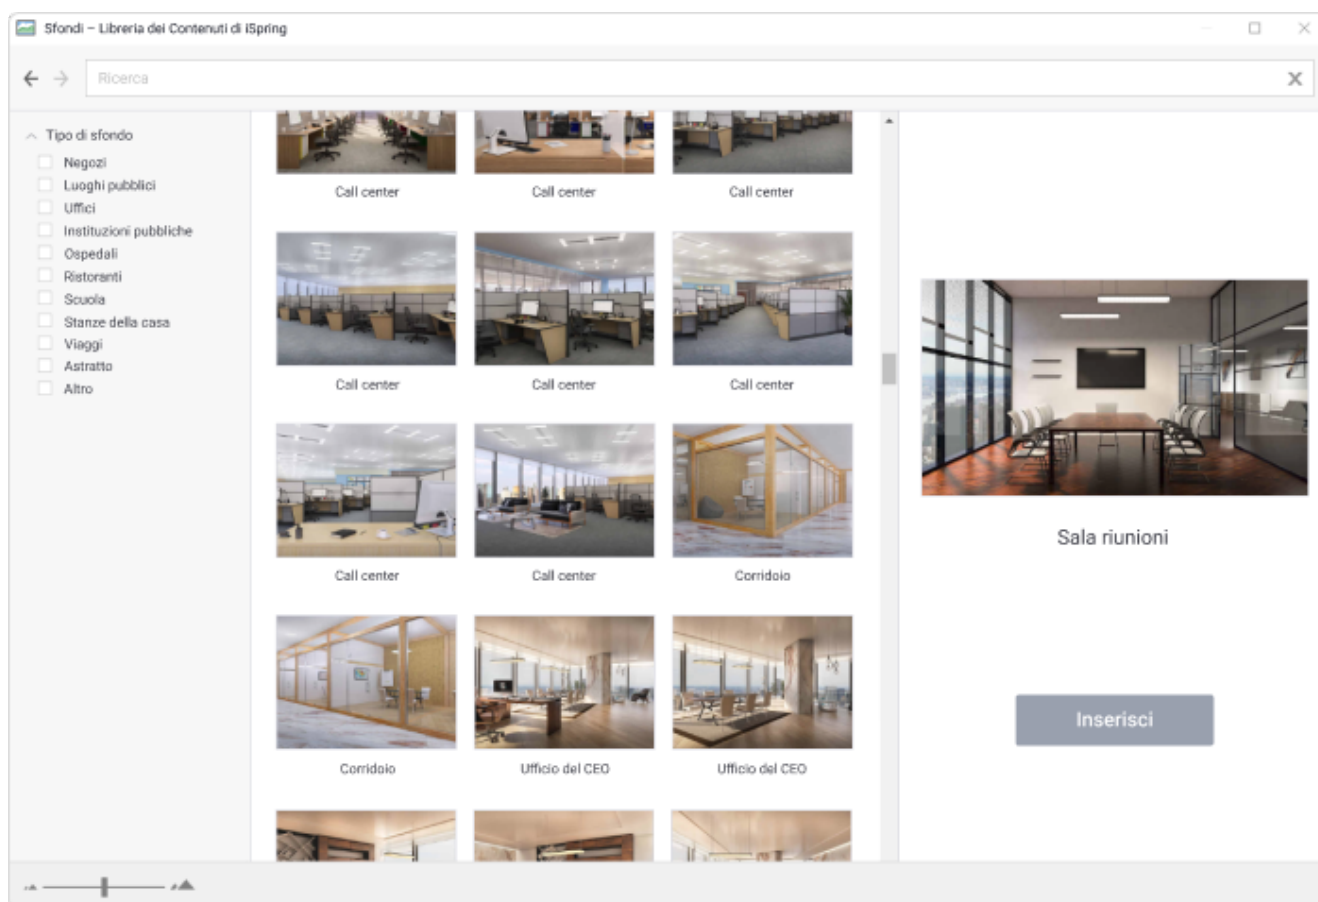 Sfondi – Libreria dei Contenuti di iSpring
Ricerca
Tipo di sfondo
Negozi
Luoghi pubblici
Uffici
Instituzioni pubbliche
Ospedali
Ristoranti
Scuola
Stanze della casa
Viaggi
Astratto
Altro
Call center
Call center
Call center
Call center
Call center
Call center
Call center
Call center
Corridoio
Corridoio
Ufficio del CEO
Ufficio del CEO
Sala riunioni
Inserisci